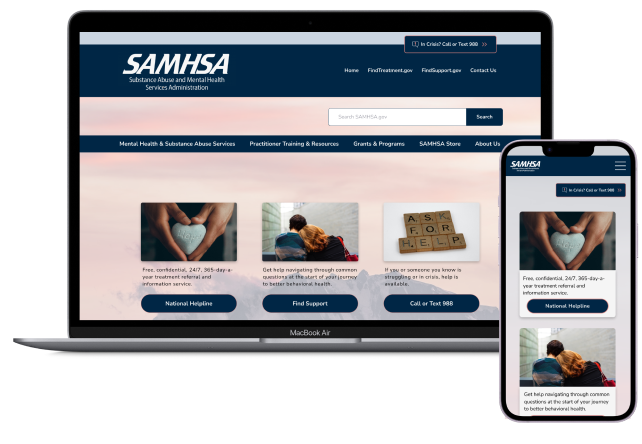 In Crisis? Call or Text 988 >>
SAMHSA
Substance Abuse and Mental Health
Services Administration
Home FindTreatment.gov FindSupport.gov Contact Us
Search SAMHSA.gov
Search
Mental Health & Substance Abuse Services Practitioner Training & Resources Grants & Programs SAMHSA Store About Us
ASK
FOR
HELP
Free, confidential, 24/7, 365-day-a-
year treatment referral and
information service.
National Helpline
Get help navigating through common
questions at the start of your journey
to better behavioral health.
Find Support
If you or someone you know is
struggling or in crisis, help is
available.
Call or Text 988
MacBook Air
SAMHSA
In Crisis? Call or Text 988 >>
Free, confidential, 24/7, 365-day-a-
year treatment referral and
information service.
National Helpline
Get help navigating through common
questions at the start of your journey
to better behavioral health.